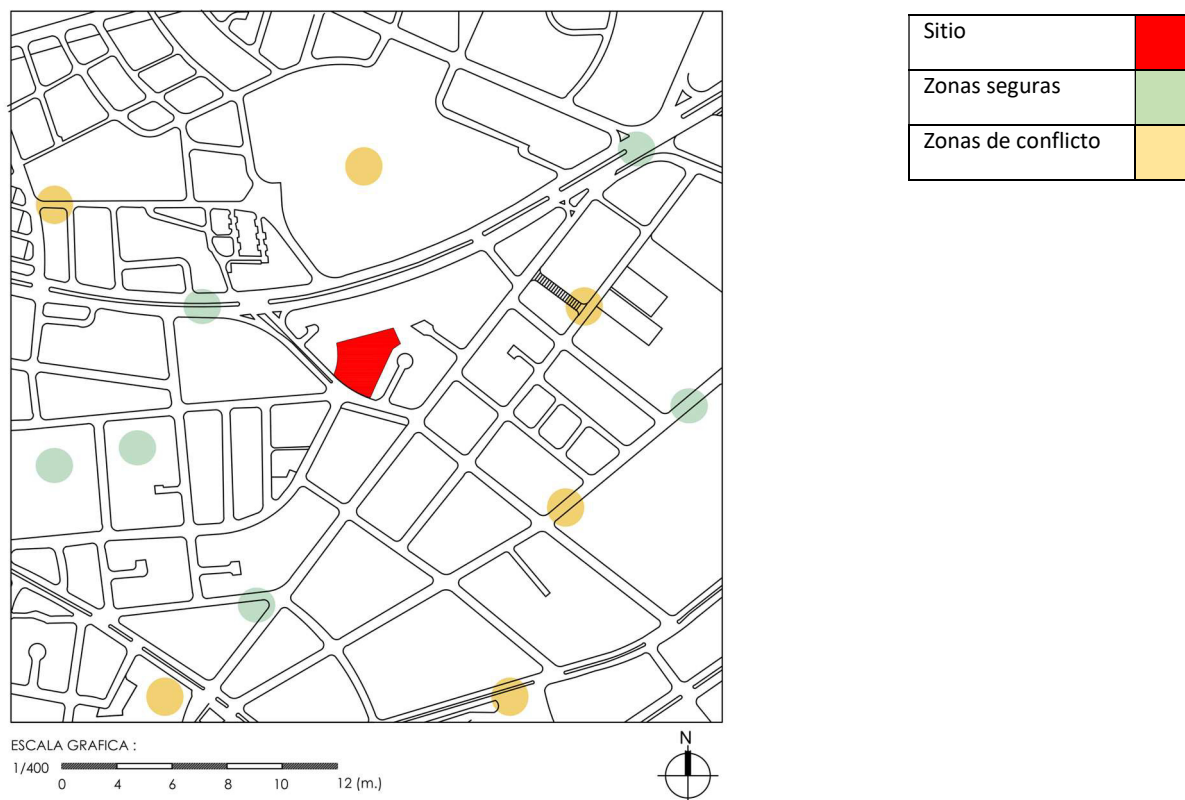 Sitio
Zonas seguras
Zonas de conflicto
ESCALA GRAFICA :
1/400
0 4 6 8 10 12 (m.)
N